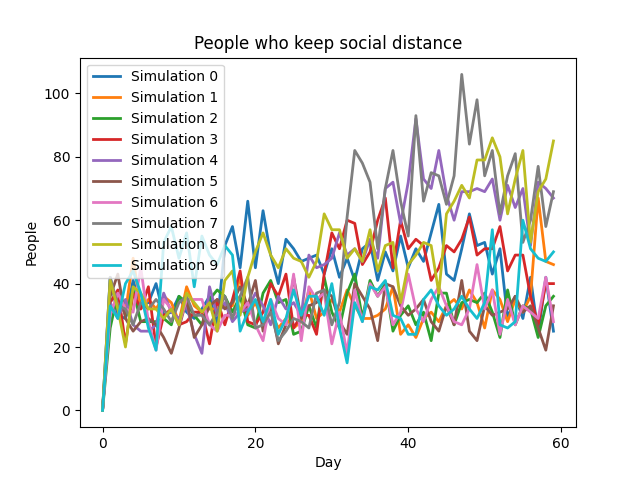 People who keep social distance
Simulation 0
Simulation 1
Simulation 2
Simulation 3
Simulation 4
Simulation 5
Simulation 6
Simulation 7
Simulation 8
Simulation 9
100
80
60
40
20
0
People
0 20 40 60
Day